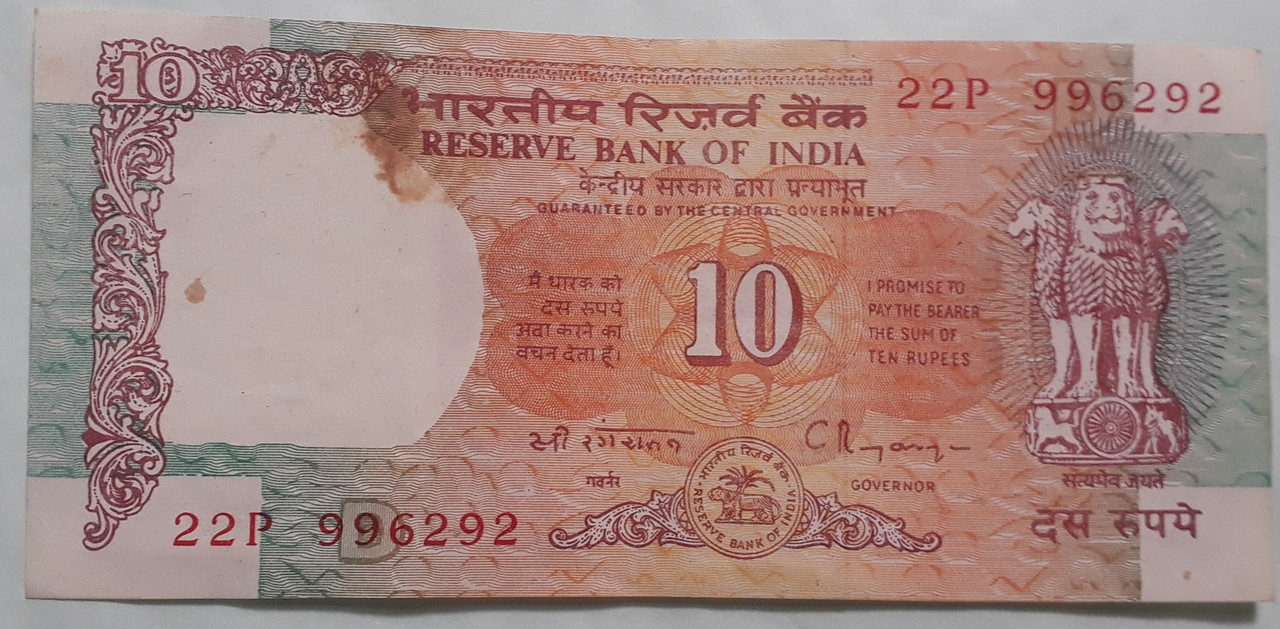 10
22P 996292
भारतीय रिज़र्व बैंक
RESERVE BANK OF INDIA
केन्द्रीय सरकार द्वारा प्रत्याभूत
GUARANTEED BY THE CENTRAL GOVERNMENT
मैं धारक को
दस रुपये
अदा करने का
वचन देता हूँ।
10
I PROMISE TO
PAY THE BEARER
THE SUM OF
TEN RUPEES
गवर्नर
GOVERNOR
भारतीय रिज़र्व बैंक
RESERVE BANK OF INDIA
सत्यमेव जयते
दस रुपये
22P 996292
D